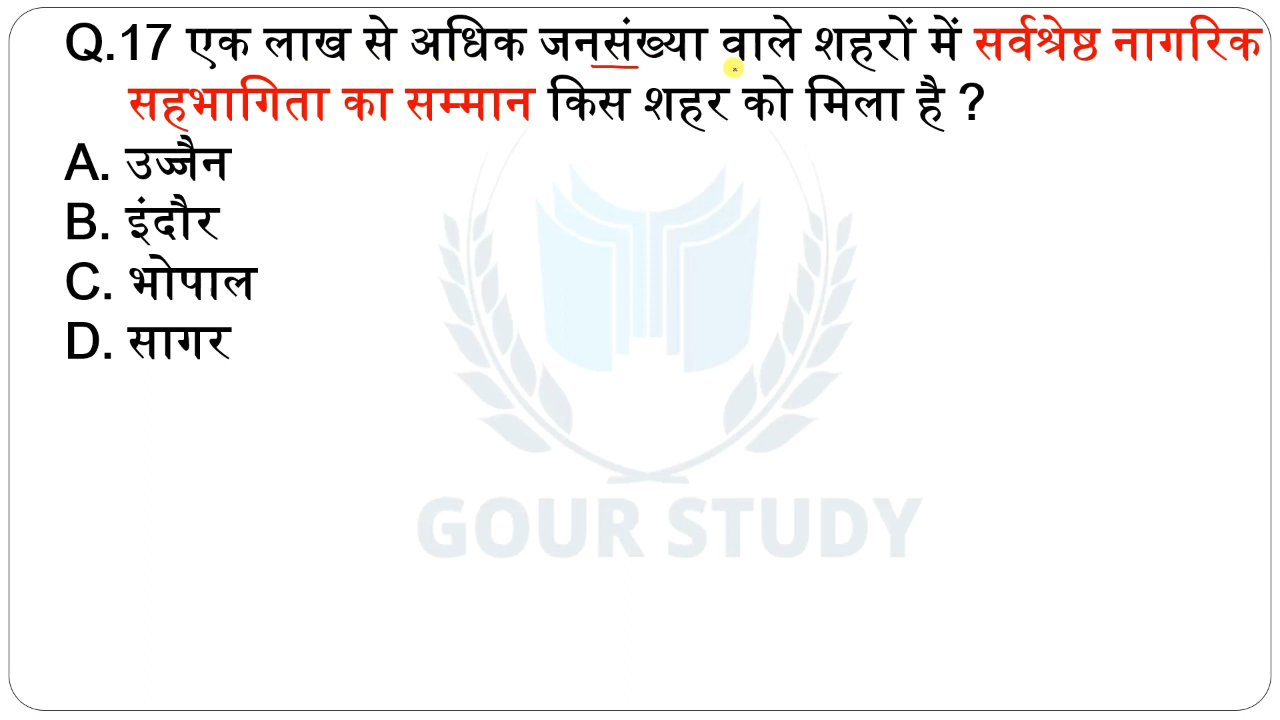 Q.17 एक लाख से अधिक जनसंख्या वाले शहरों में सर्वश्रेष्ठ नागरिक
सहभागिता का सम्मान किस शहर को मिला है ?
A. उज्जैन
B. इंदौर
C. भोपाल
D. सागर
GOUR STUDY